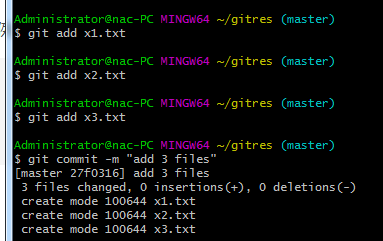 Administrator@nac-PC MINGW64 ~/gitres (master)
$ git add x1.txt
Administrator@nac-PC MINGW64 ~/gitres (master)
$ git add x2.txt
Administrator@nac-PC MINGW64 ~/gitres (master)
$ git add x3.txt
Administrator@nac-PC MINGW64 ~/gitres (master)
$ git commit -m "add 3 files"
[master 27f0316] add 3 files
 3 files changed, 0 insertions(+), 0 deletions(-)
 create mode 100644 x1.txt
 create mode 100644 x2.txt
 create mode 100644 x3.txt